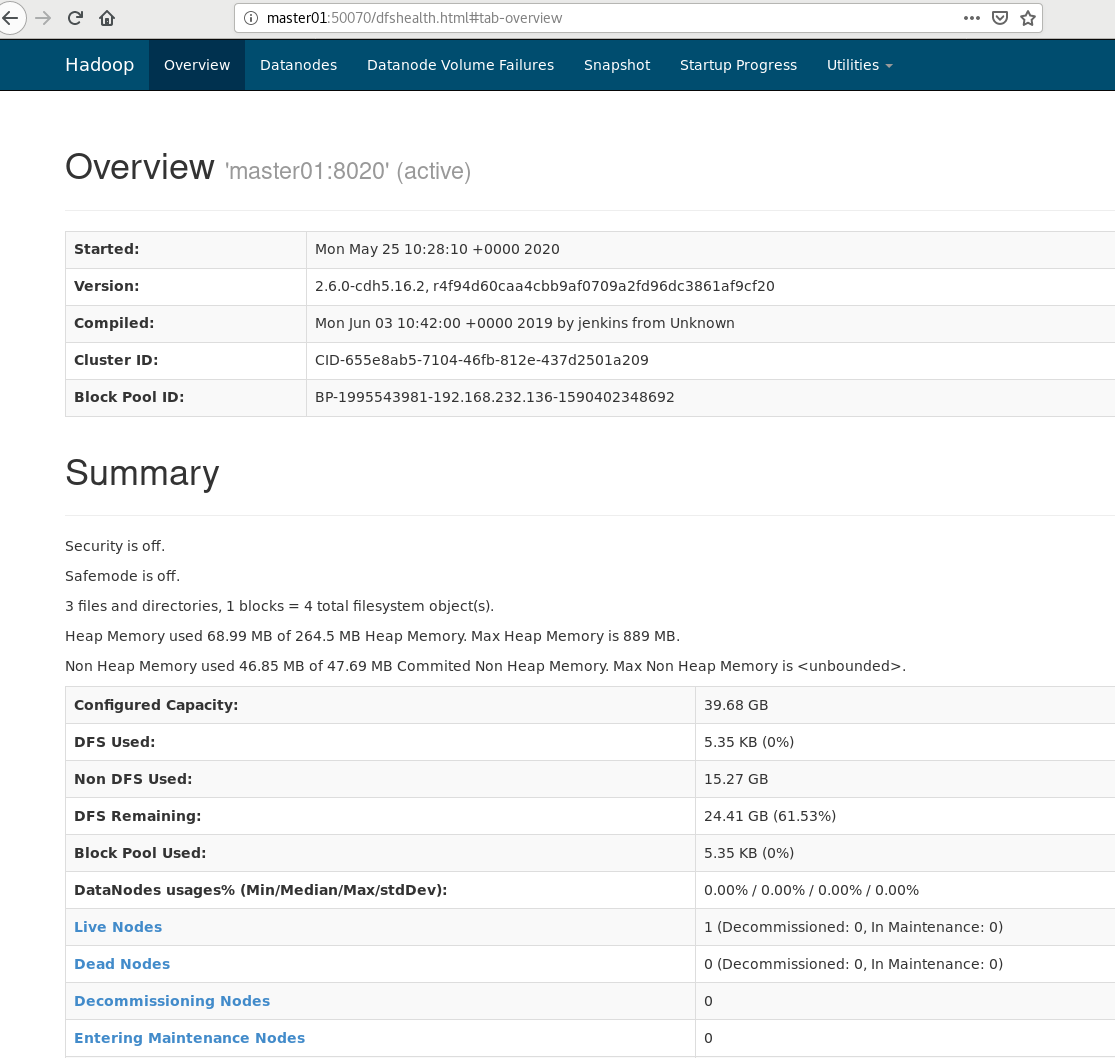 master01:50070/dfshealth.html#tab-overview
Hadoop Overview Datanodes Datanode Volume Failures Snapshot Startup Progress Utilities
Overview 'master01:8020' (active)
Started: Mon May 25 10:28:10 +0000 2020
Version: 2.6.0-cdh5.16.2, r4f94d60caa4cbb9af0709a2fd96dc3861af9cf20
Compiled: Mon Jun 03 10:42:00 +0000 2019 by jenkins from Unknown
Cluster ID: CID-655e8ab5-7104-46fb-812e-437d2501a209
Block Pool ID: BP-1995543981-192.168.232.136-1590402348692
Summary
Security is off.
Safemode is off.
3 files and directories, 1 blocks = 4 total filesystem object(s).
Heap Memory used 68.99 MB of 264.5 MB Heap Memory. Max Heap Memory is 889 MB.
Non Heap Memory used 46.85 MB of 47.69 MB Commited Non Heap Memory. Max Non Heap Memory is <unbounded>.
Configured Capacity: 39.68 GB
DFS Used: 5.35 KB (0%)
Non DFS Used: 15.27 GB
DFS Remaining: 24.41 GB (61.53%)
Block Pool Used: 5.35 KB (0%)
DataNodes usages% (Min/Median/Max/stdDev): 0.00% / 0.00% / 0.00% / 0.00%
Live Nodes 1 (Decommissioned: 0, In Maintenance: 0)
Dead Nodes 0 (Decommissioned: 0, In Maintenance: 0)
Decommissioning Nodes 0
Entering Maintenance Nodes 0